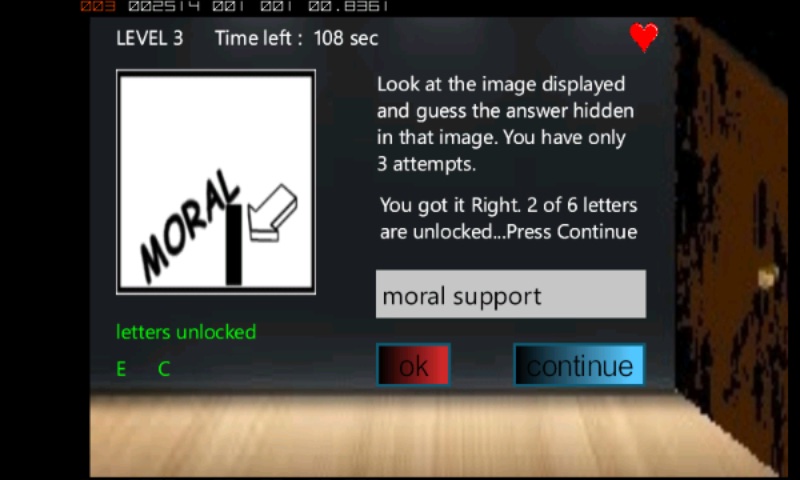 003 002514 001 001 00.8361
LEVEL 3 Time left : 108 sec
Look at the image displayed
and guess the answer hidden
in that image. You have only
3 attempts.
MORAL
You got it Right. 2 of 6 letters
are unlocked...Press Continue
moral support
letters unlocked
E C
ok continue